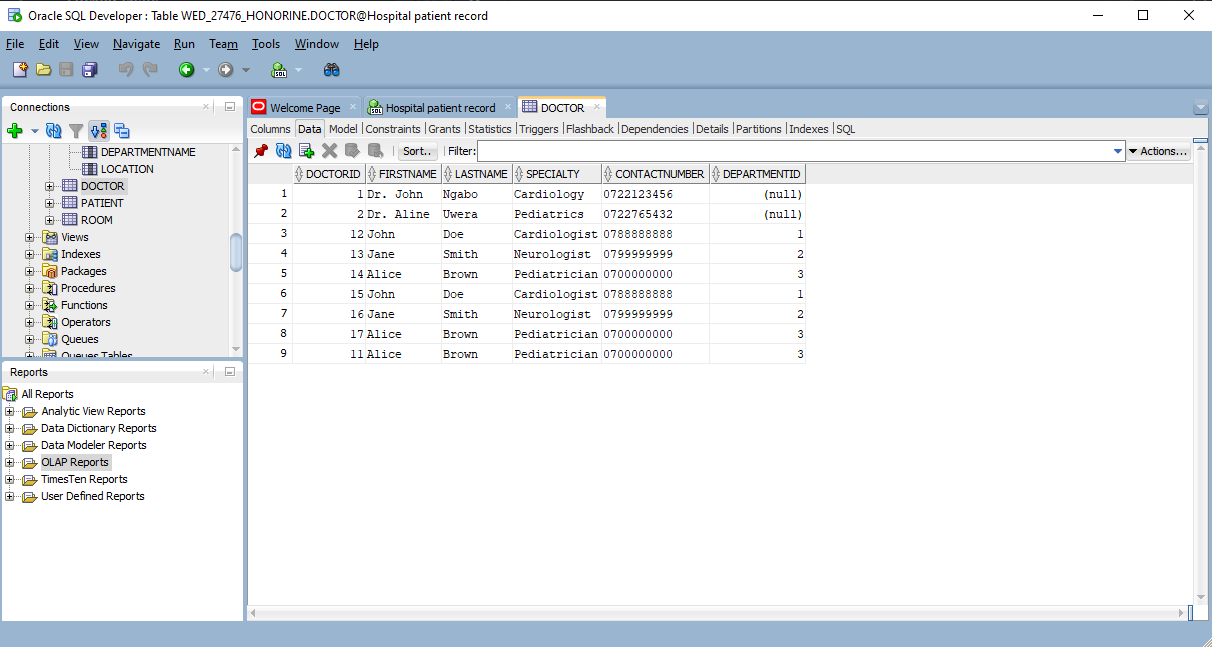 Oracle SQL Developer : Table WED_27476_HONORINE.DOCTOR@Hospital patient record
File Edit View Navigate Run Team Tools Window Help
Connections
DEPARTMENTNAME
LOCATION
DOCTOR
PATIENT
ROOM
Views
Indexes
Packages
Procedures
Functions
Operators
Queues
Queues Tables
Reports
All Reports
Analytic View Reports
Data Dictionary Reports
Data Modeler Reports
OLAP Reports
TimesTen Reports
User Defined Reports
Welcome Page Hospital patient record DOCTOR
Columns Data Model Constraints Grants Statistics Triggers Flashback Dependencies Details Partitions Indexes SQL
Sort.. Filter: Actions...
DOCTORID FIRSTNAME LASTNAME SPECIALTY CONTACTNUMBER DEPARTMENTID
1 1 Dr. John Ngabo Cardiology 0722123456 (null)
2 2 Dr. Aline Uwera Pediatrics 0722765432 (null)
3 12 John Doe Cardiologist 0788888888 1
4 13 Jane Smith Neurologist 0799999999 2
5 14 Alice Brown Pediatrician 0700000000 3
6 15 John Doe Cardiologist 0788888888 1
7 16 Jane Smith Neurologist 0799999999 2
8 17 Alice Brown Pediatrician 0700000000 3
9 11 Alice Brown Pediatrician 0700000000 3